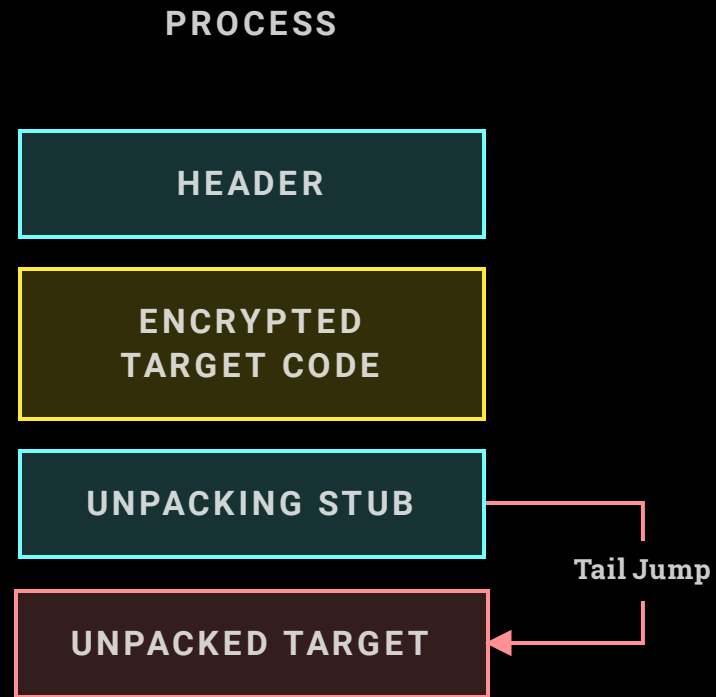 PROCESS
HEADER
ENCRYPTED
TARGET CODE
UNPACKING STUB
Tail Jump
UNPACKED TARGET